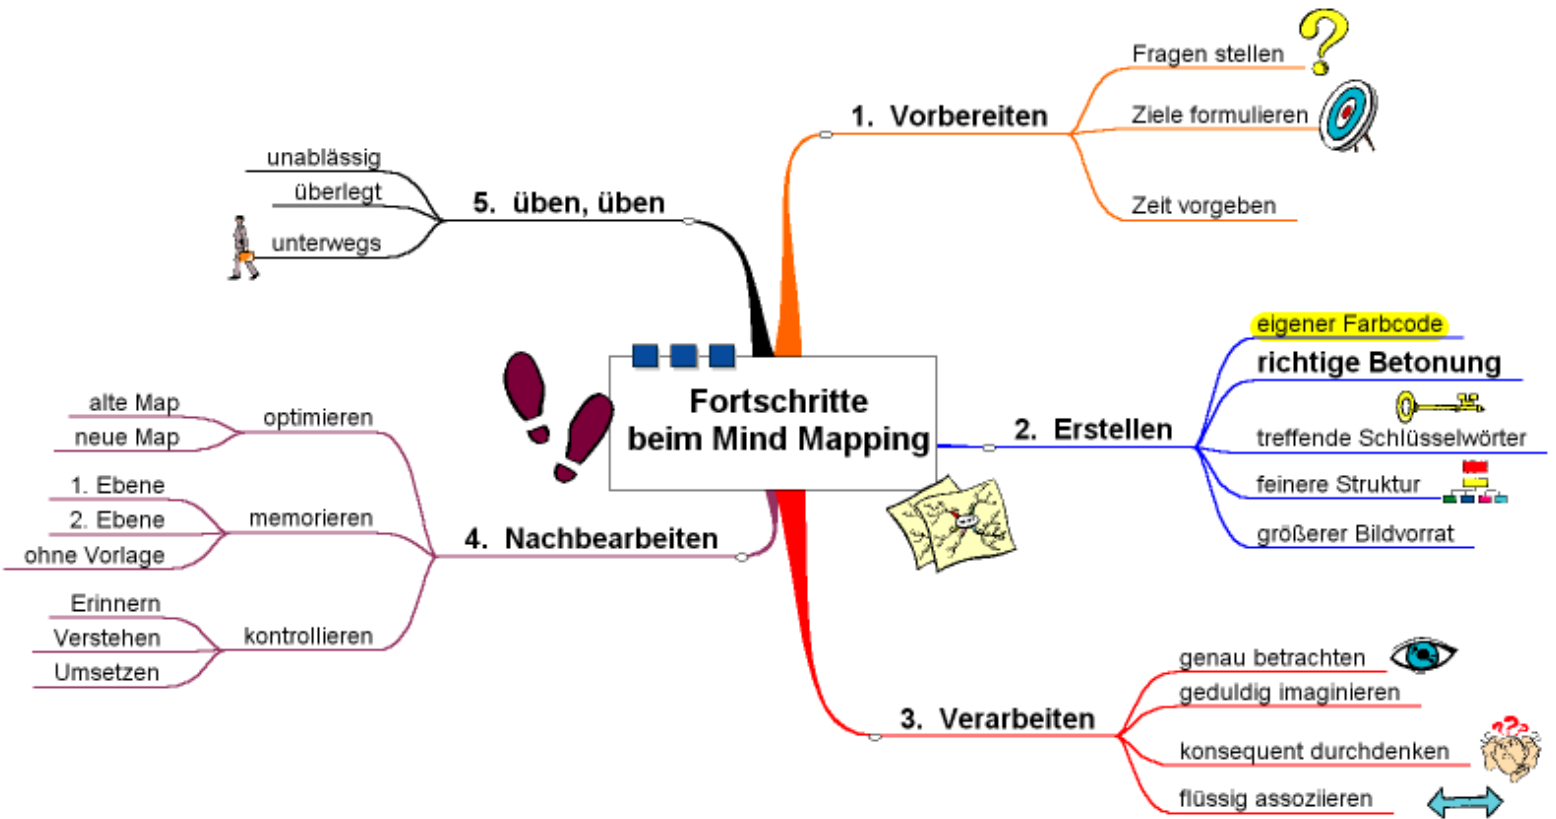 Fortschritte
beim Mind Mapping
1. Vorbereiten
Fragen stellen
Ziele formulieren
Zeit vorgeben
2. Erstellen
eigener Farbcode
richtige Betonung
treffende Schlüsselwörter
feinere Struktur
größerer Bildvorrat
3. Verarbeiten
genau betrachten
geduldig imaginieren
konsequent durchdenken
???
flüssig assoziieren
4. Nachbearbeiten
optimieren
alte Map
neue Map
memorieren
1. Ebene
2. Ebene
ohne Vorlage
kontrollieren
Erinnern
Verstehen
Umsetzen
5. üben, üben
unablässig
überlegt
unterwegs